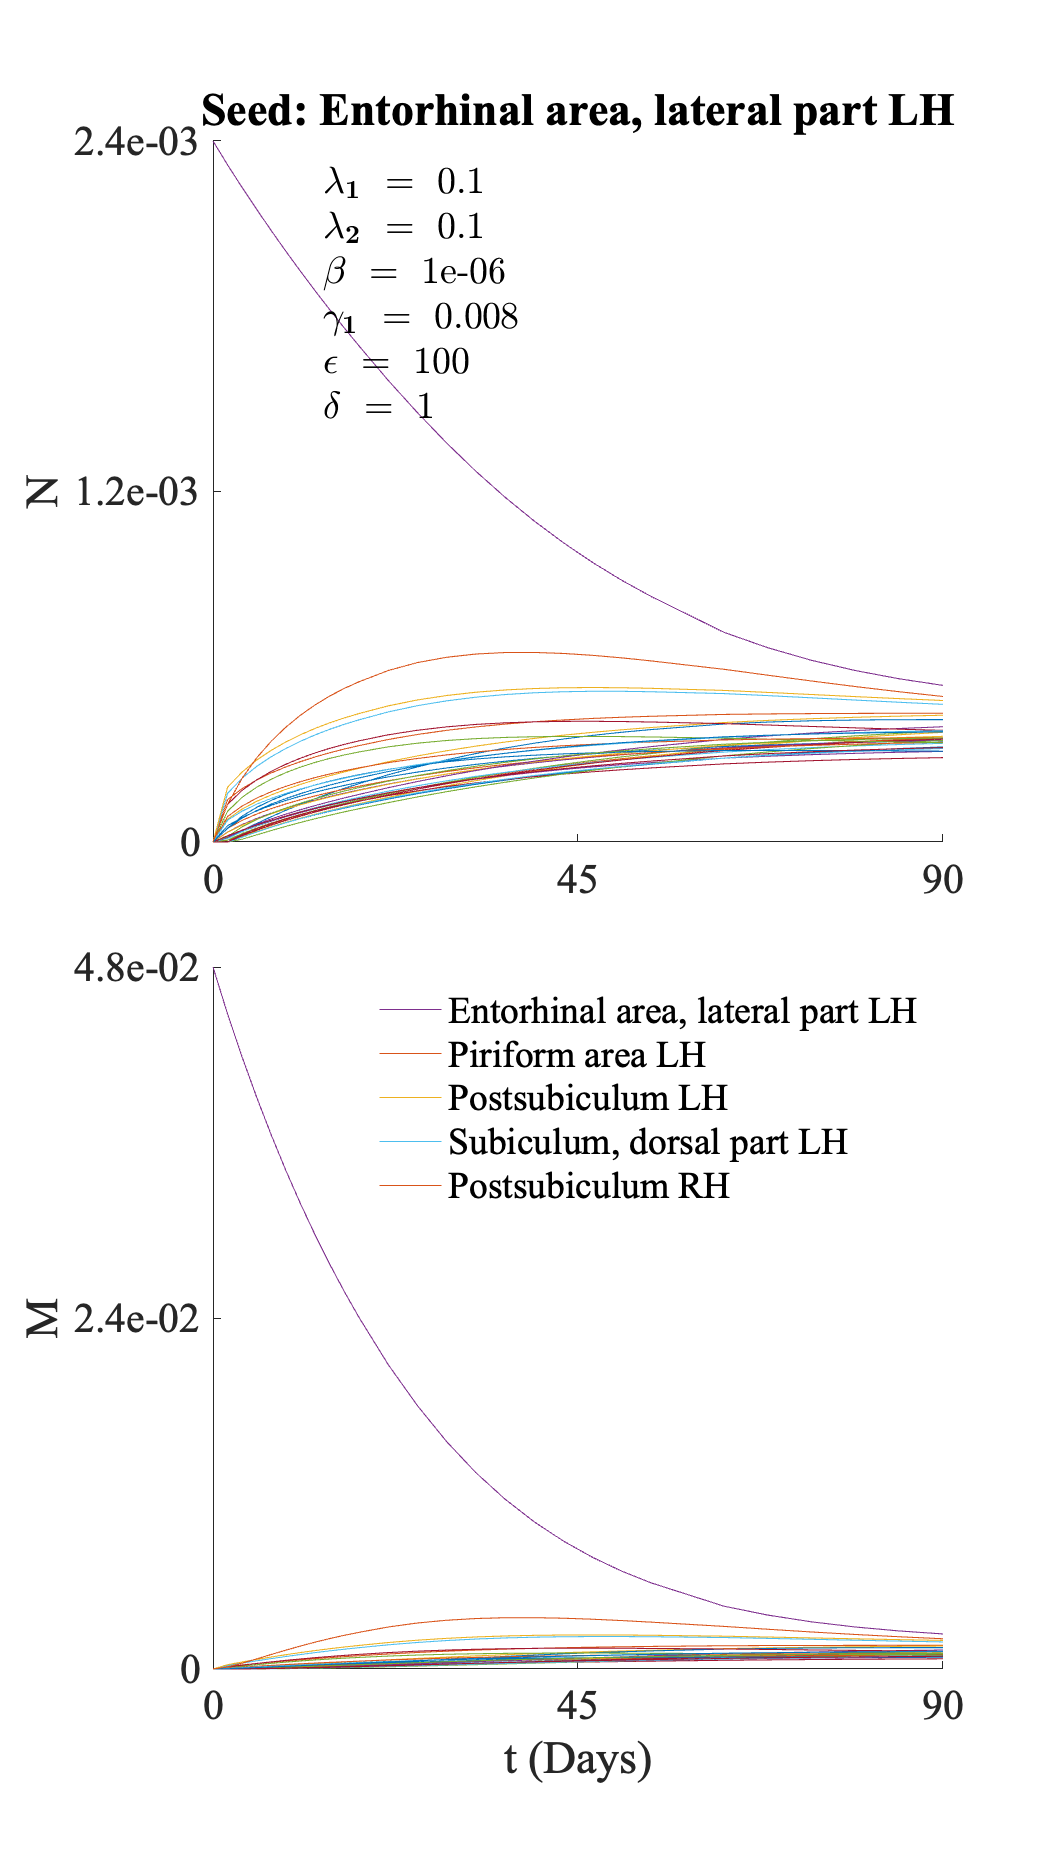 Seed: Entorhinal area, lateral part LH
2.4e-03
λ₁ = 0.1
λ₂ = 0.1
β = 1e-06
γ₁ = 0.008
ϵ = 100
δ = 1
N
1.2e-03
0
0 45 90
4.8e-02
Entorhinal area, lateral part LH
Piriform area LH
Postsubiculum LH
Subiculum, dorsal part LH
Postsubiculum RH
M
2.4e-02
0
0 45 90
t (Days)